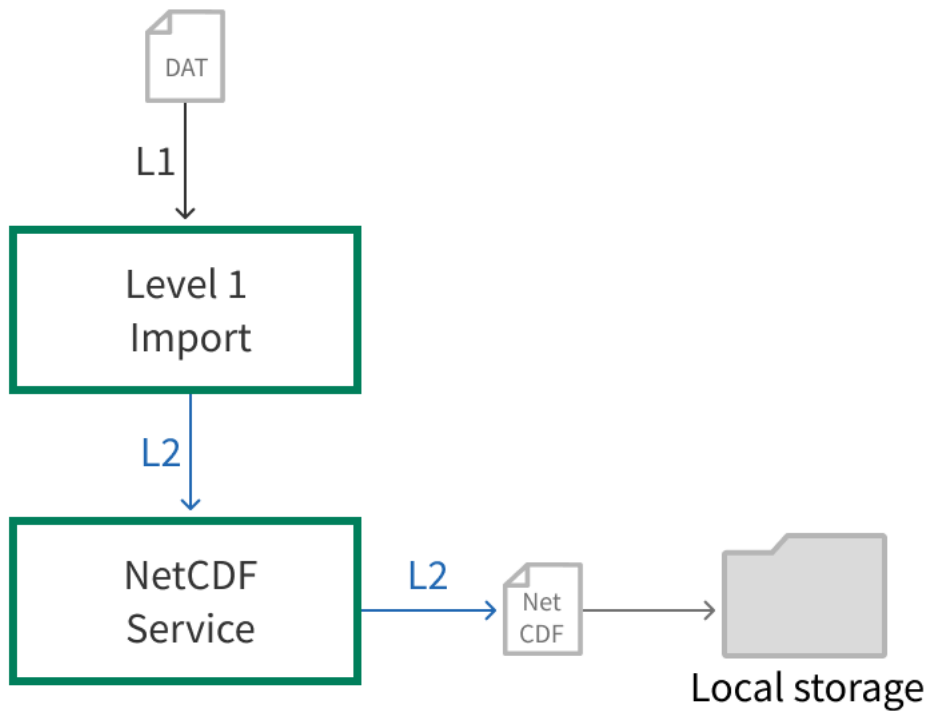 DAT
L1
Level 1
Import
L2
NetCDF
Service
L2
Net
CDF
Local storage